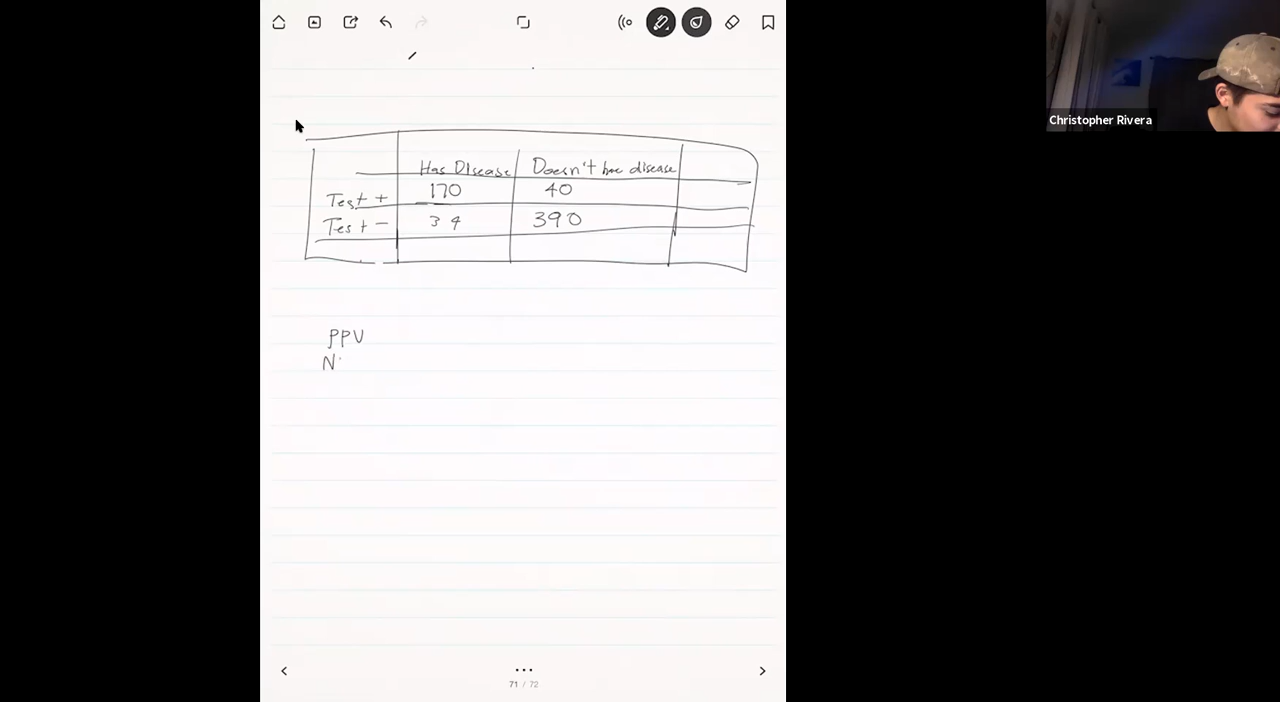 Christopher Rivera
Has Disease Doesn't have disease
Test + 170 40
Test - 34 390
PPV
N
71 / 72